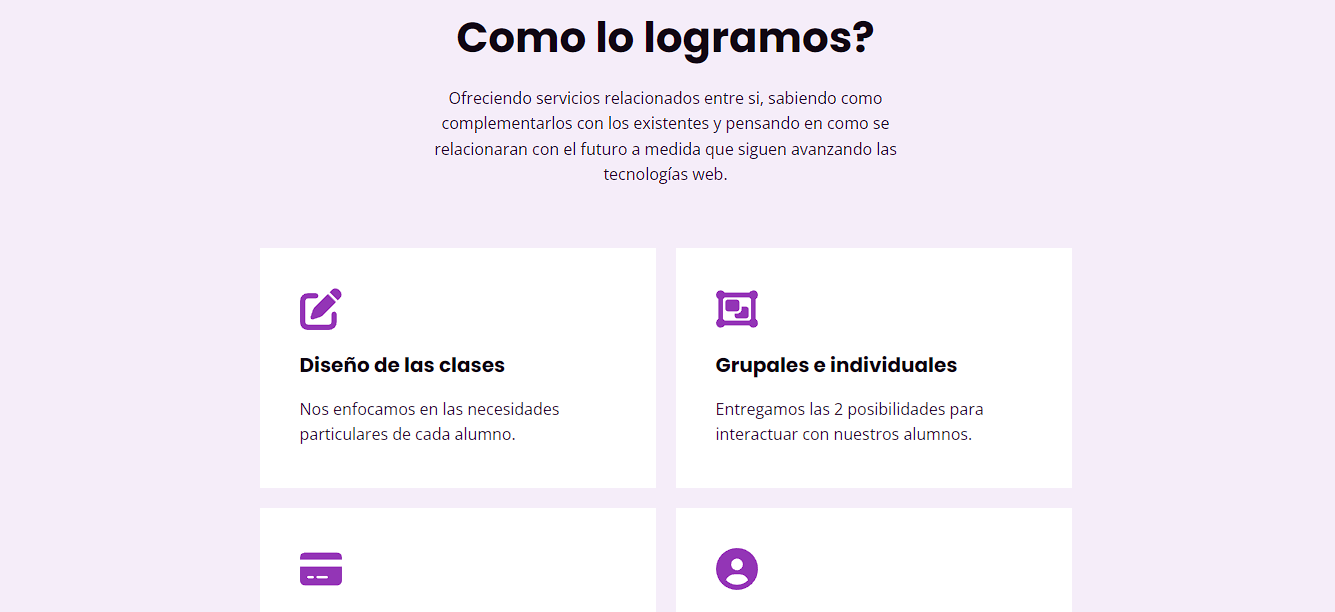 Como lo logramos?
Ofreciendo servicios relacionados entre si, sabiendo como
complementarlos con los existentes y pensando en como se
relacionaran con el futuro a medida que siguen avanzando las
tecnologías web.
Diseño de las clases
Nos enfocamos en las necesidades
particulares de cada alumno.
Grupales e individuales
Entregamos las 2 posibilidades para
interactuar con nuestros alumnos.